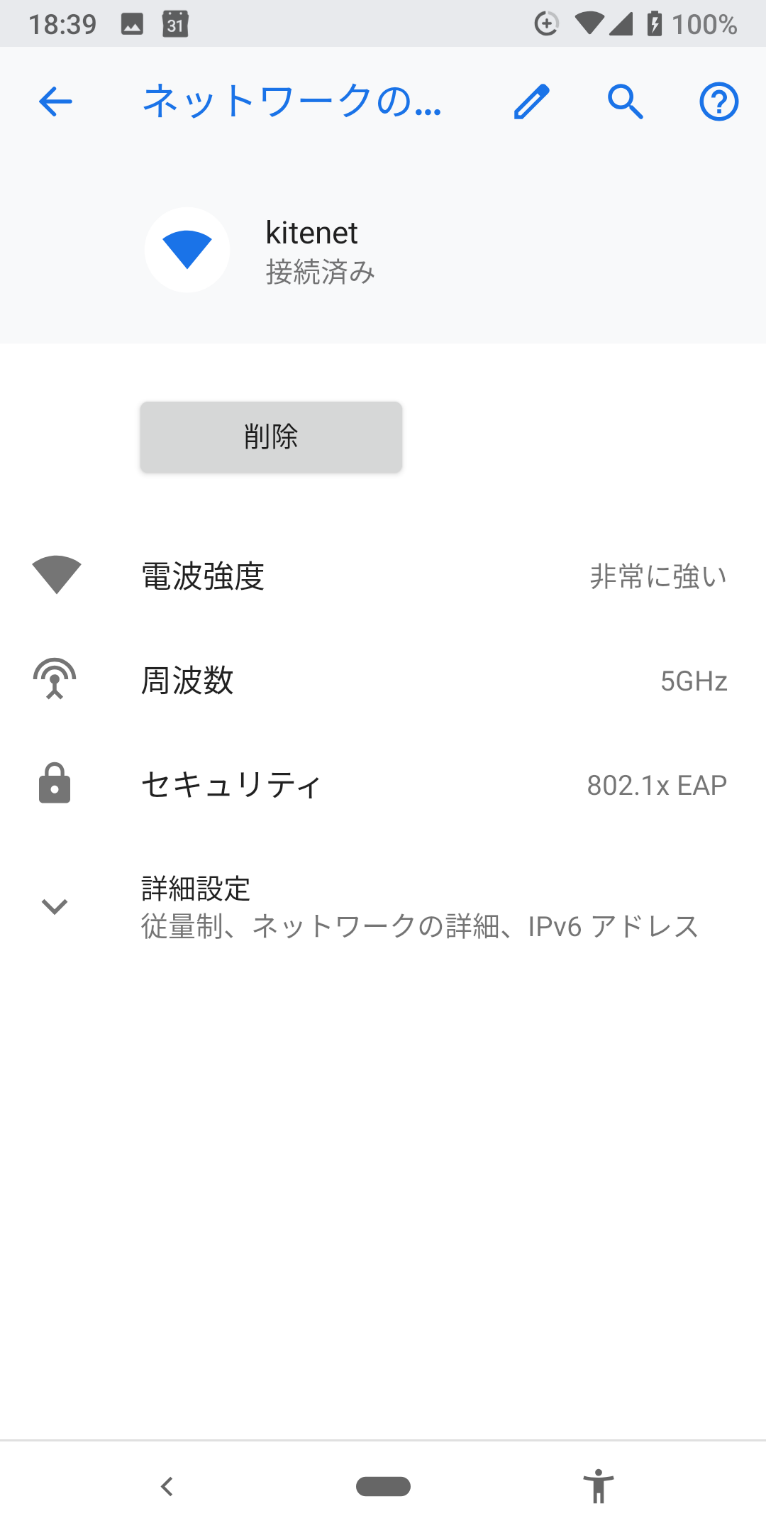 18:39 31 100%
ネットワークの...
kitenet
接続済み
削除
電波強度 非常に強い
周波数 5GHz
セキュリティ 802.1x EAP
詳細設定
従量制、ネットワークの詳細、IPv6 アドレス